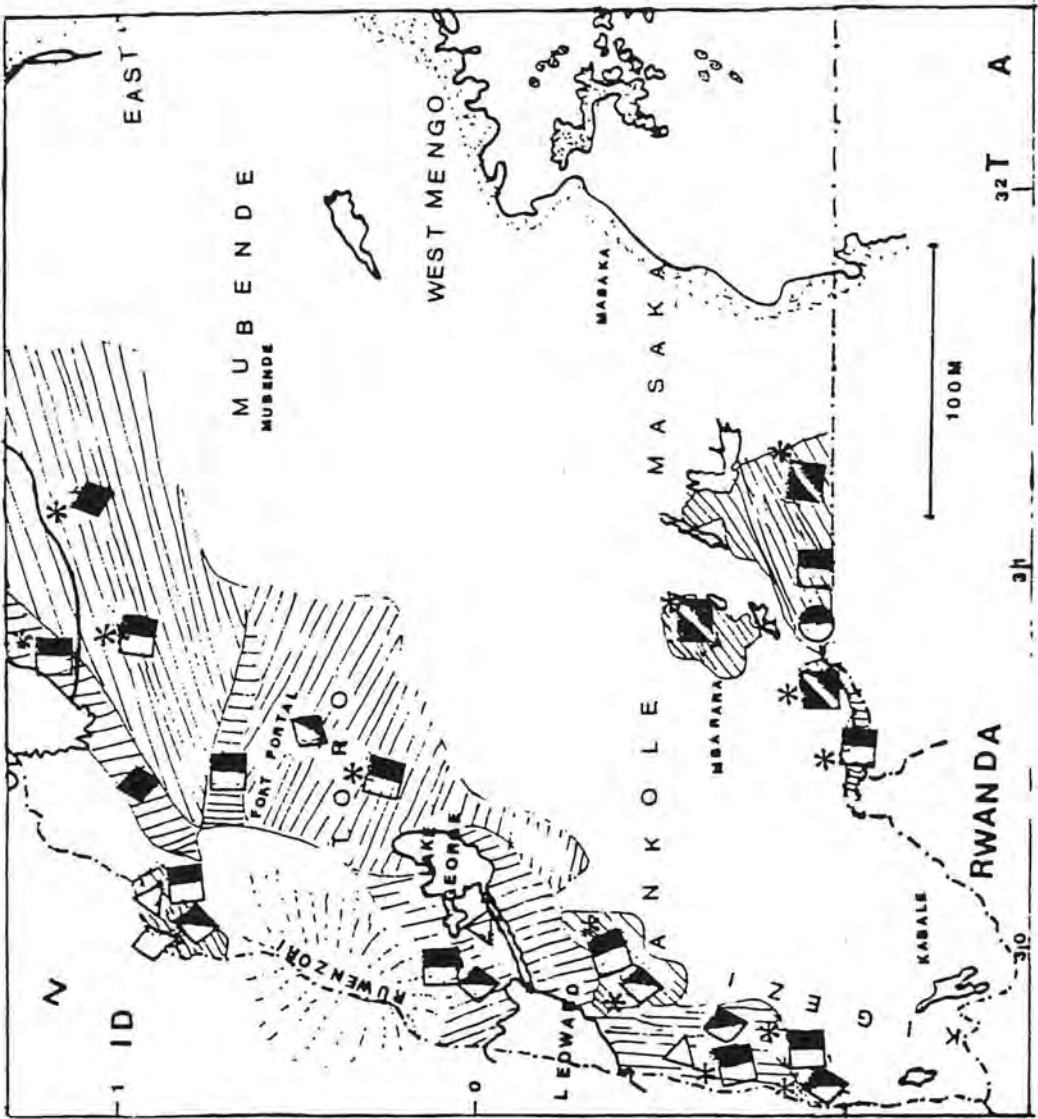 EAST
MUBENDE
MUBENDE
WEST MENGO
MASAKA
MASAKA
FORT PORTAL
TORO
LAKE
GEORGE
RUWENZORI
L EDWARD
ANKOLE
MBARARA
KIGEZI
KABALE
RWANDA
100M
N
ID
T
A
1
0
30
31
32